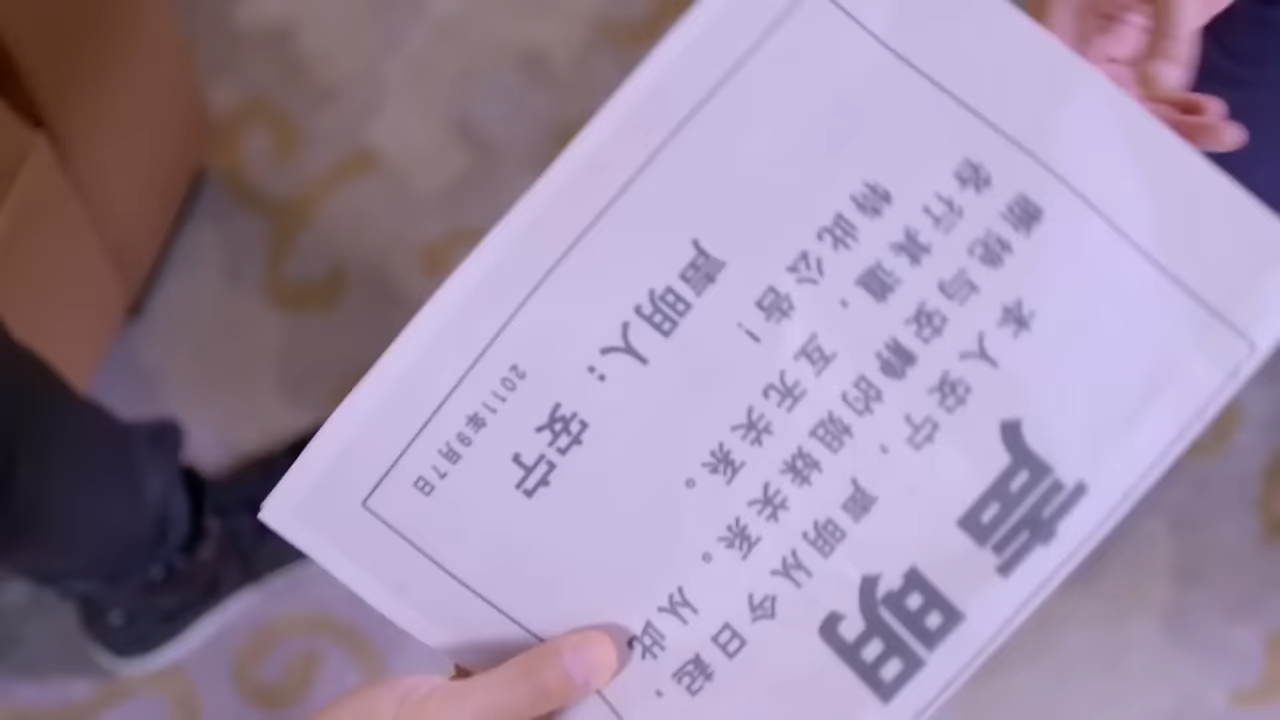 声明
本人安宁，声明从今日起，
断绝与安静的姐妹关系。从此
各行其道，互无关系。
特此公告！
声明人：安宁
2011年9月7日